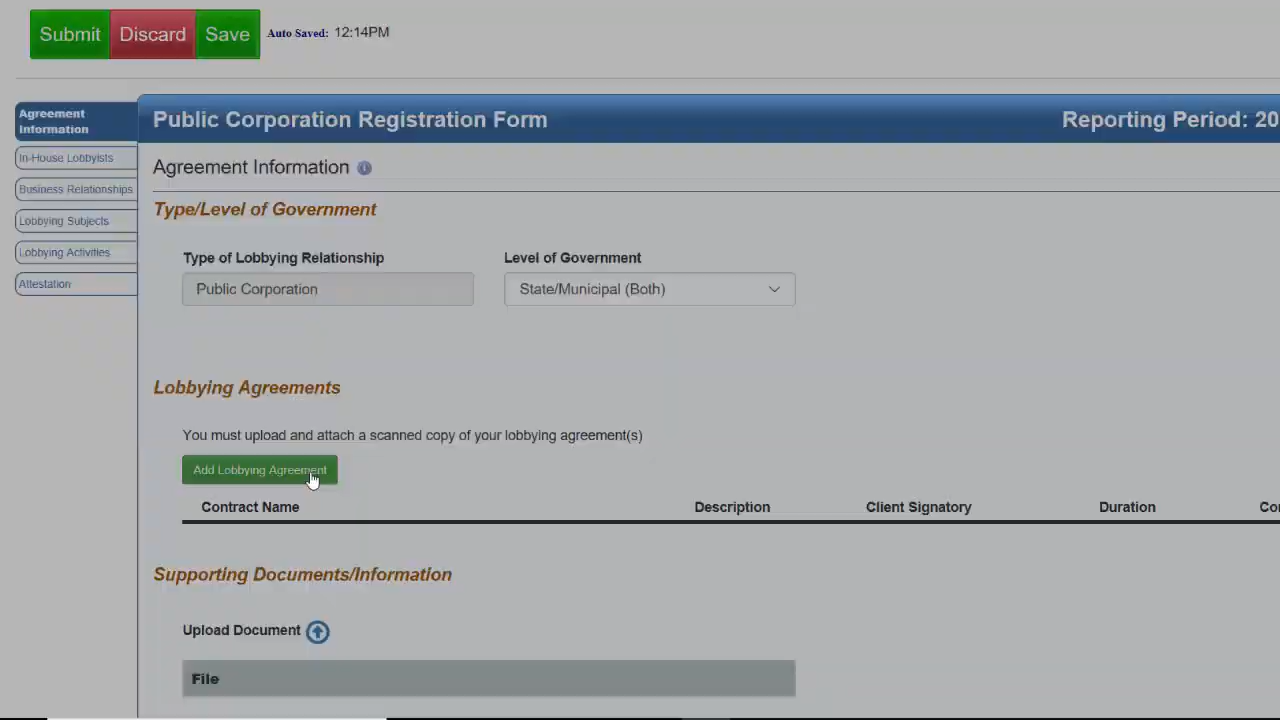 Submit Discard Save Auto Saved: 12:14PM
Agreement Information
In-House Lobbyists
Business Relationships
Lobbying Subjects
Lobbying Activities
Attestation
Public Corporation Registration Form Reporting Period: 20
Agreement Information
Type/Level of Government
Type of Lobbying Relationship Level of Government
Public Corporation State/Municipal (Both)
Lobbying Agreements
You must upload and attach a scanned copy of your lobbying agreement(s)
Add Lobbying Agreement
Contract Name Description Client Signatory Duration Co
Supporting Documents/Information
Upload Document
File